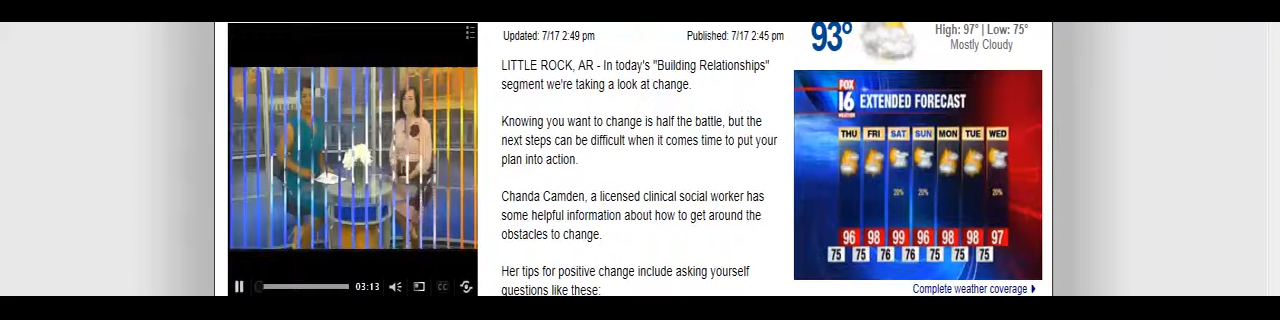 Updated: 7/17 2:49 pm
Published: 7/17 2:45 pm
LITTLE ROCK, AR - In today's "Building Relationships"
segment we're taking a look at change.
Knowing you want to change is half the battle, but the
next steps can be difficult when it comes time to put your
plan into action.
Chanda Camden, a licensed clinical social worker has
some helpful information about how to get around the
obstacles to change.
Her tips for positive change include asking yourself
questions like these:
03:13
CC
93°
High: 97° | Low: 75°
Mostly Cloudy
FOX
16
WEATHER
EXTENDED FORECAST
THU FRI SAT SUN MON TUE WED
20% 20% 20%
96 98 99 96 98 98 97
75 75 76 76 75 75 75
Complete weather coverage